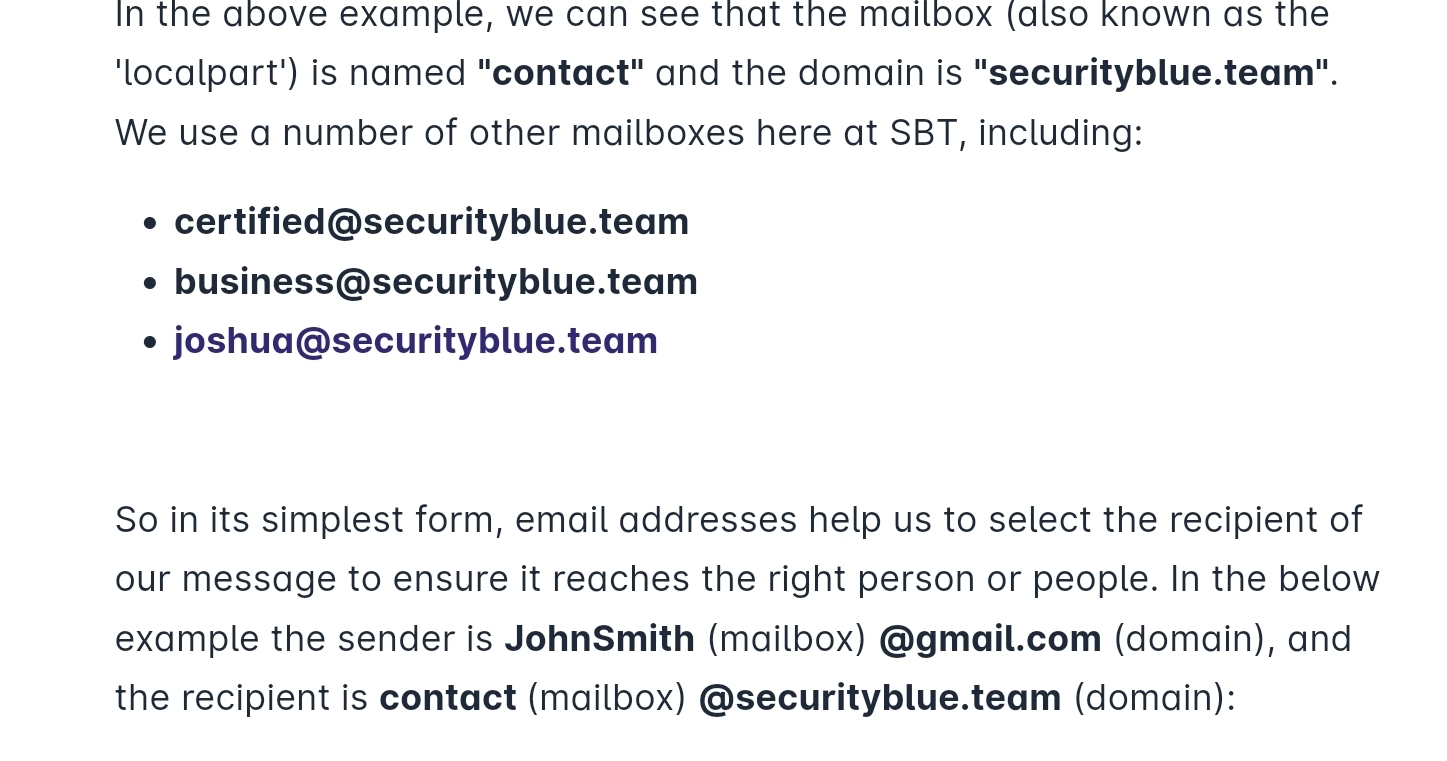 In the above example, we can see that the mailbox (also known as the
'localpart') is named "contact" and the domain is "securityblue.team".
We use a number of other mailboxes here at SBT, including:
• certified@securityblue.team
• business@securityblue.team
• joshua@securityblue.team
So in its simplest form, email addresses help us to select the recipient of
our message to ensure it reaches the right person or people. In the below
example the sender is JohnSmith (mailbox) @gmail.com (domain), and
the recipient is contact (mailbox) @securityblue.team (domain):